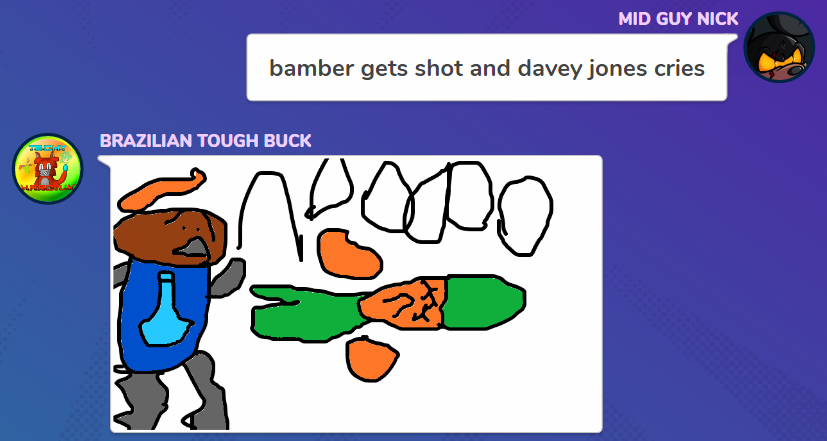 MID GUY NICK
bamber gets shot and davey jones cries
BRAZILIAN TOUGH BUCK